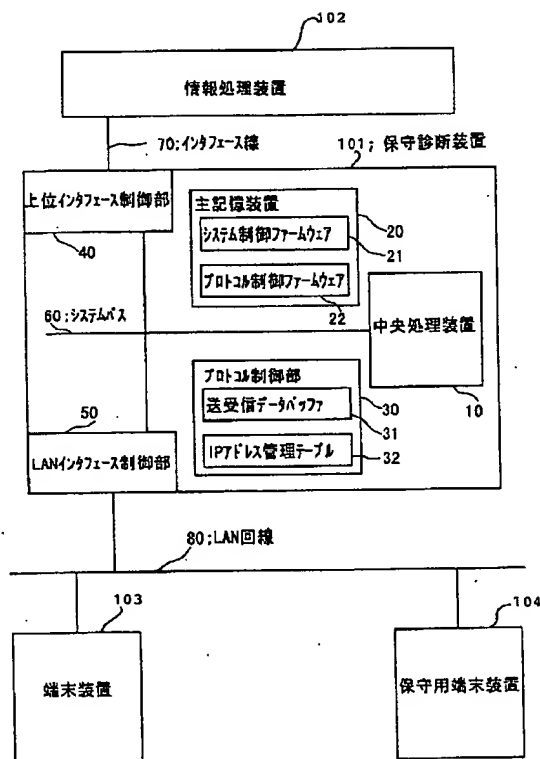 102
情報処理装置
70;インタフェース線
101;保守診断装置
上位インタフェース制御部
40
主記憶装置
20
システム制御ファームウェア
21
プロトコル制御ファームウェア
22
60;システムバス
中央処理装置
10
プロトコル制御部
30
送受信データバッファ
31
IPアドレス管理テーブル
32
50
LANインタフェース制御部
80;LAN回線
103
端末装置
104
保守用端末装置